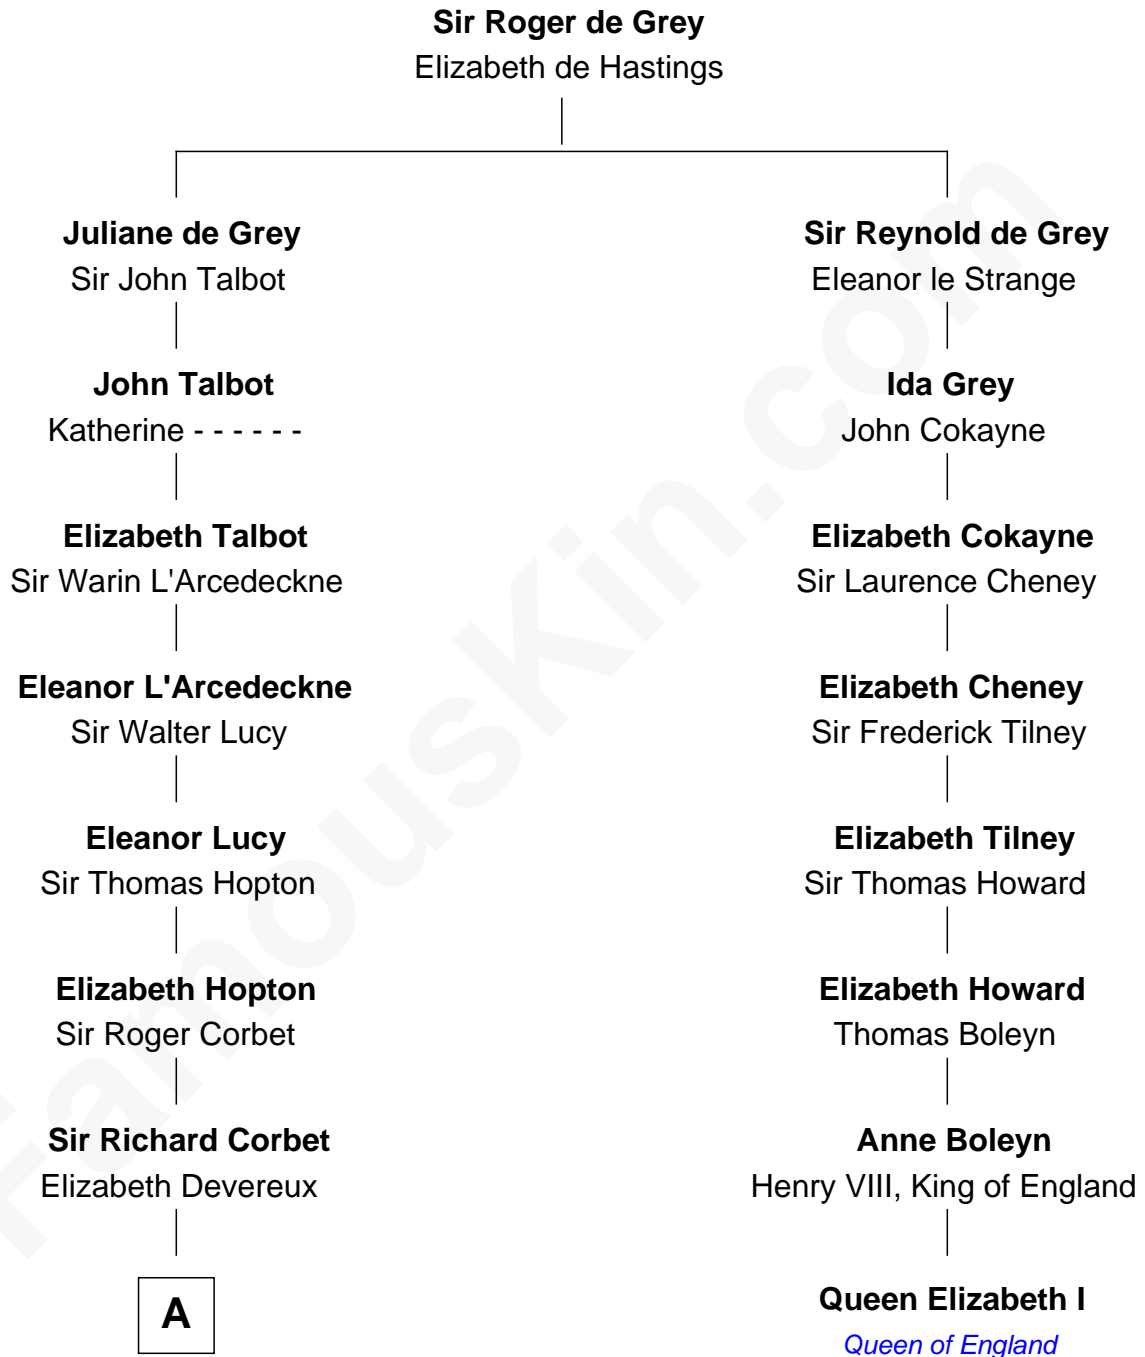 Sir Roger de Grey
Elizabeth de Hastings
Juliane de Grey
Sir John Talbot
Sir Reynold de Grey
Eleanor le Strange
John Talbot
Katherine - - - - - -
Ida Grey
John Cokayne
Elizabeth Talbot
Sir Warin L'Arcedeckne
Elizabeth Cokayne
Sir Laurence Cheney
Eleanor L'Arcedeckne
Sir Walter Lucy
Elizabeth Cheney
Sir Frederick Tilney
Eleanor Lucy
Sir Thomas Hopton
Elizabeth Tilney
Sir Thomas Howard
Elizabeth Hopton
Sir Roger Corbet
Elizabeth Howard
Thomas Boleyn
Sir Richard Corbet
Elizabeth Devereux
Anne Boleyn
Henry VIII, King of England
A
Queen Elizabeth I
Queen of England
FamousKin.com